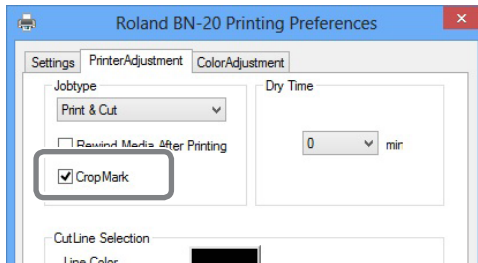 Roland BN-20 Printing Preferences
Settings PrinterAdjustment ColorAdjustment
Jobtype
Dry Time
Print & Cut
Rewind Media After Printing
0 min
CropMark
CutLine Selection
Line Color